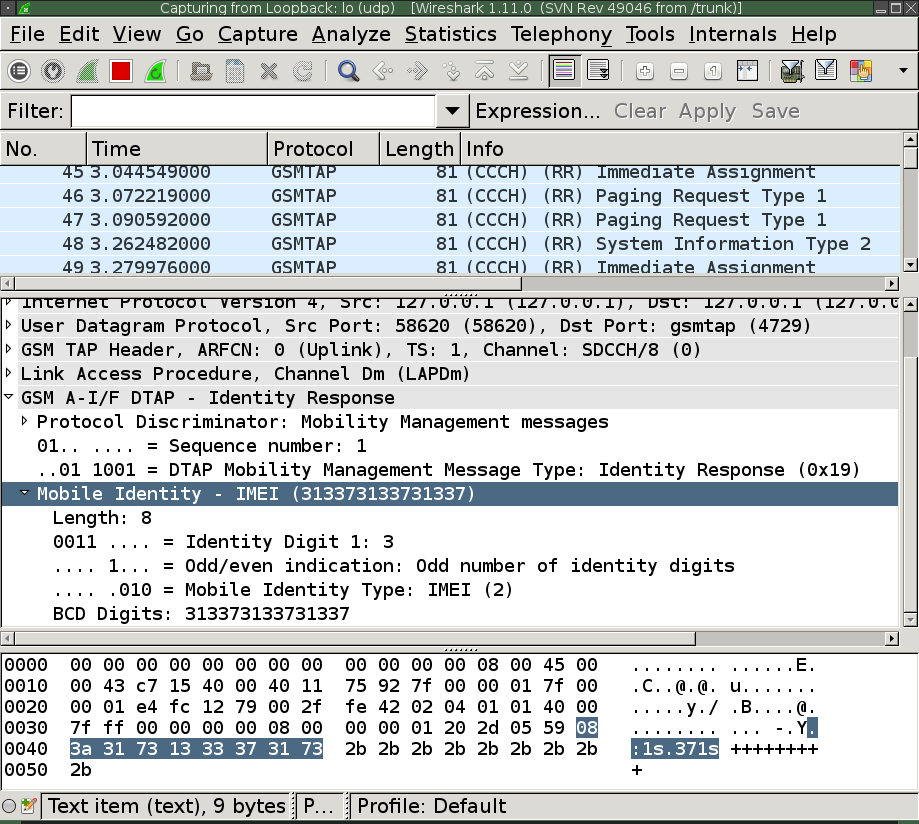 Capturing from Loopback: lo (udp)   [Wireshark 1.11.0  (SVN Rev 49046 from /trunk)]
File Edit View Go Capture Analyze Statistics Telephony Tools Internals Help
Filter: Expression... Clear Apply Save
No. Time Protocol Length Info
45 3.044549000 GSMTAP 81 (CCCH) (RR) Immediate Assignment
46 3.072219000 GSMTAP 81 (CCCH) (RR) Paging Request Type 1
47 3.090592000 GSMTAP 81 (CCCH) (RR) Paging Request Type 1
48 3.262482000 GSMTAP 81 (CCCH) (RR) System Information Type 2
49 3.279976000 GSMTAP 81 (CCCH) (RR) Immediate Assignment
Internet Protocol Version 4, Src: 127.0.0.1 (127.0.0.1), Dst: 127.0.0.1 (127.0.0
User Datagram Protocol, Src Port: 58620 (58620), Dst Port: gsmtap (4729)
GSM TAP Header, ARFCN: 0 (Uplink), TS: 1, Channel: SDCCH/8 (0)
Link Access Procedure, Channel Dm (LAPDm)
GSM A-I/F DTAP - Identity Response
Protocol Discriminator: Mobility Management messages
01.. .... = Sequence number: 1
..01 1001 = DTAP Mobility Management Message Type: Identity Response (0x19)
Mobile Identity - IMEI (313373133731337)
Length: 8
0011 .... = Identity Digit 1: 3
.... 1... = Odd/even indication: Odd number of identity digits
.... .010 = Mobile Identity Type: IMEI (2)
BCD Digits: 313373133731337
0000  00 00 00 00 00 00 00 00  00 00 00 00 08 00 45 00  ........ ......E.
0010  00 43 c7 15 40 00 40 11  75 92 7f 00 00 01 7f 00  .C..@.@. u.......
0020  00 01 e4 fc 12 79 00 2f  fe 42 02 04 01 01 40 00  .....y./ .B....@.
0030  7f ff 00 00 00 00 08 00  00 00 01 20 2d 05 59 08  ........ ... -.Y.
0040  3a 31 73 13 33 37 31 73  2b 2b 2b 2b 2b 2b 2b 2b  :1s.371s ++++++++
0050  2b  +
Text item (text), 9 bytes P... Profile: Default